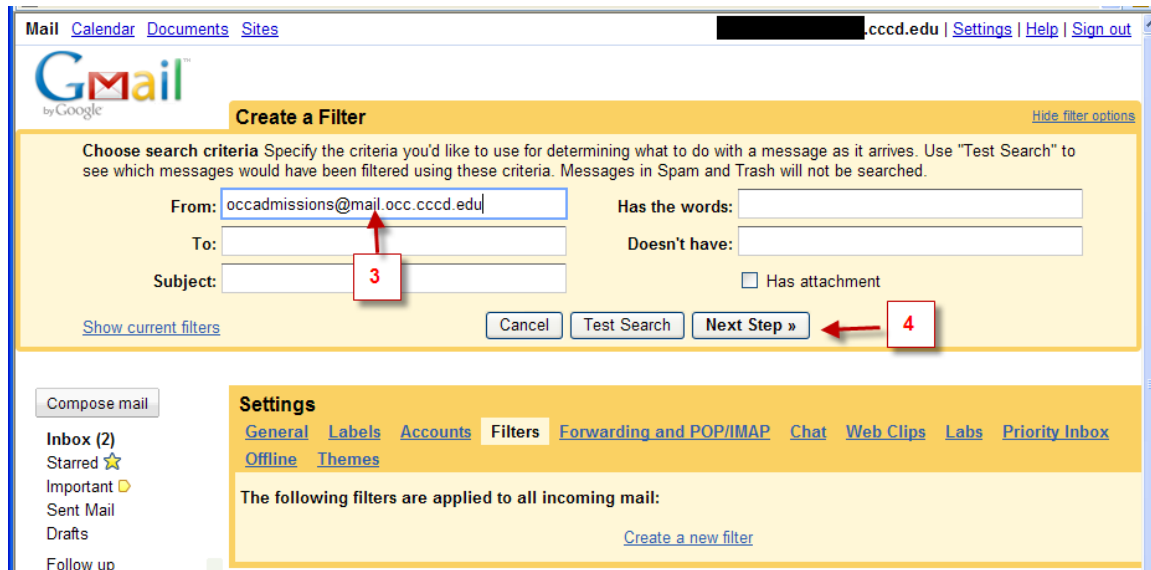 Mail Calendar Documents Sites .cccd.edu | Settings | Help | Sign out
Gmail™
by Google
Create a Filter Hide filter options
Choose search criteria Specify the criteria you'd like to use for determining what to do with a message as it arrives. Use "Test Search" to
see which messages would have been filtered using these criteria. Messages in Spam and Trash will not be searched.
From: occadmissions@mail.occ.cccd.edu Has the words:
To: Doesn't have:
3
Subject: Has attachment
Show current filters Cancel Test Search Next Step » 4
Compose mail
Inbox (2)
Starred
Important
Sent Mail
Drafts
Follow up
Settings
General Labels Accounts Filters Forwarding and POP/IMAP Chat Web Clips Labs Priority Inbox
Offline Themes
The following filters are applied to all incoming mail:
Create a new filter